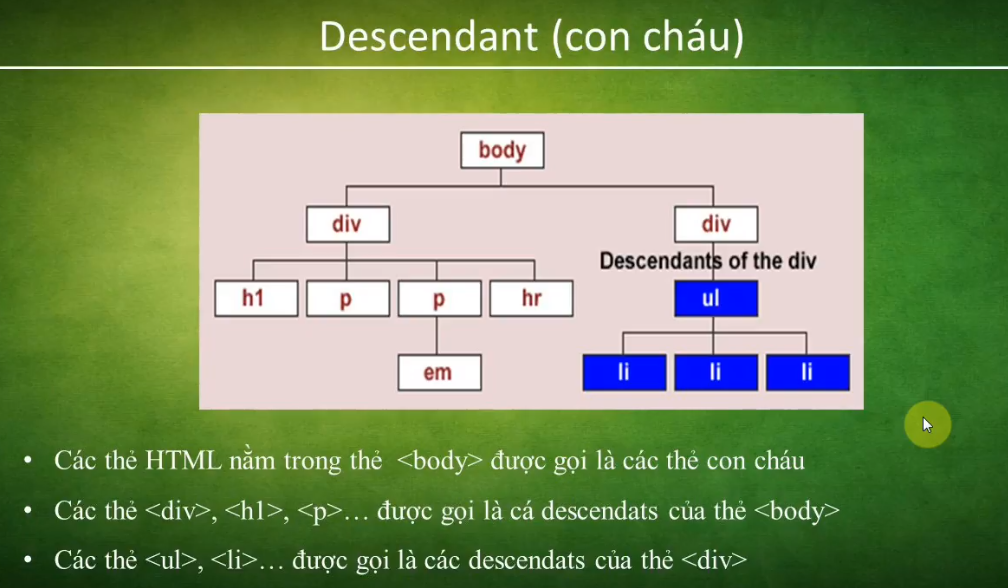 Descendant (con cháu)
body
div div
Descendants of the div
h1 p p hr ul
em li li li
• Các thẻ HTML nằm trong thẻ <body> được gọi là các thẻ con cháu
• Các thẻ <div>, <h1>, <p>… được gọi là cá descendats của thẻ <body>
• Các thẻ <ul>, <li>… được gọi là các descendats của thẻ <div>